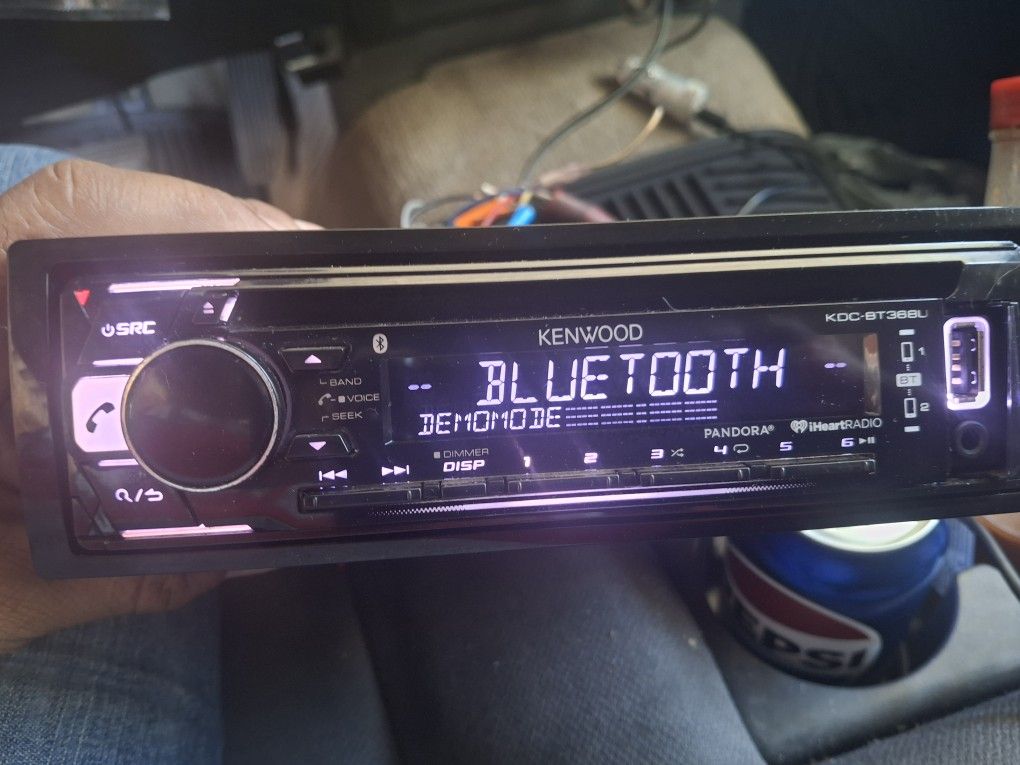 KENWOOD
KDC-BT368U
SRC
BLUETOOTH
DEMOMODE
BAND
VOICE
SEEK
DIMMER
DISP
1
2
3
4
5
6
PANDORA®
iHeartRADIO
1
BT
2
PEPSI